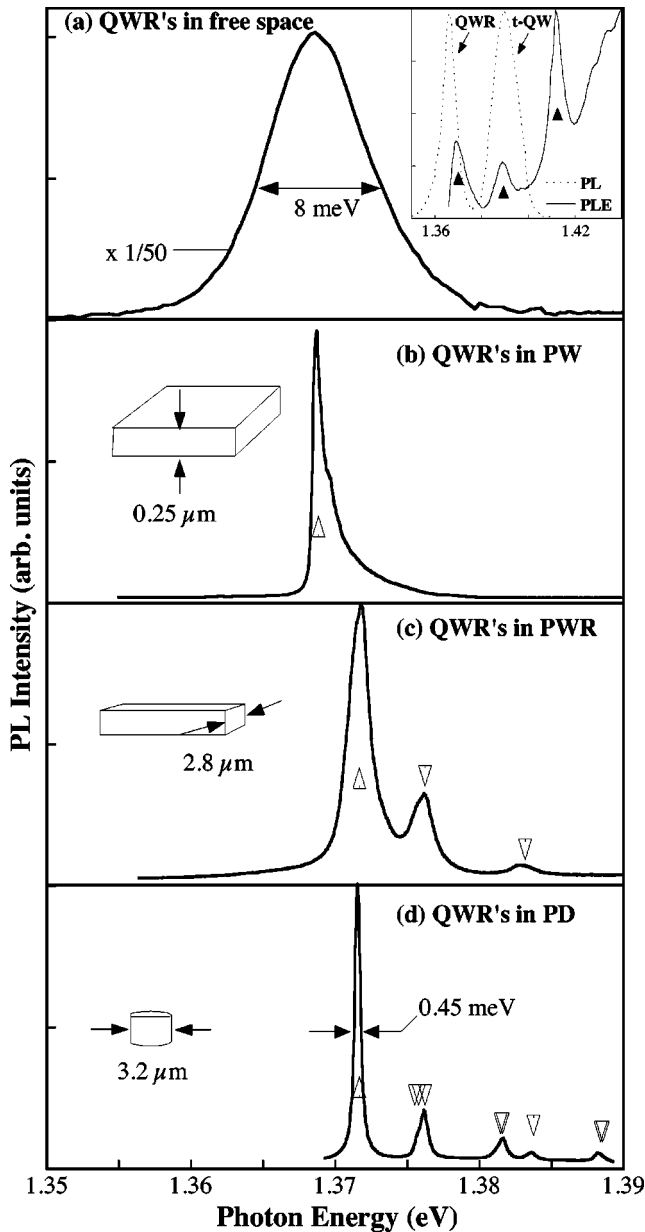 (a) QWR's in free space
QWR t-QW
8 meV
x 1/50
PL
PLE
1.36 1.42
(b) QWR's in PW
0.25 μm
(c) QWR's in PWR
2.8 μm
(d) QWR's in PD
0.45 meV
3.2 μm
PL Intensity (arb. units)
1.35 1.36 1.37 1.38 1.39
Photon Energy (eV)